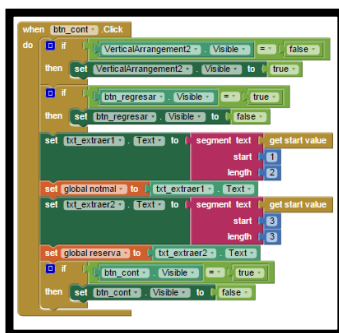 when btn_cont .Click
do if VerticalArrangement2 . Visible = false
then set VerticalArrangement2 . Visible to true
if btn_regresar . Visible = true
then set btn_regresar . Visible to false
set txt_extraer1 . Text to segment text get start value
start 1
length 2
set global notmal to txt_extraer1 . Text
set txt_extraer2 . Text to segment text get start value
start 3
length 3
set global reserva to txt_extraer2 . Text
if btn_cont . Visible = true
then set btn_cont . Visible to false